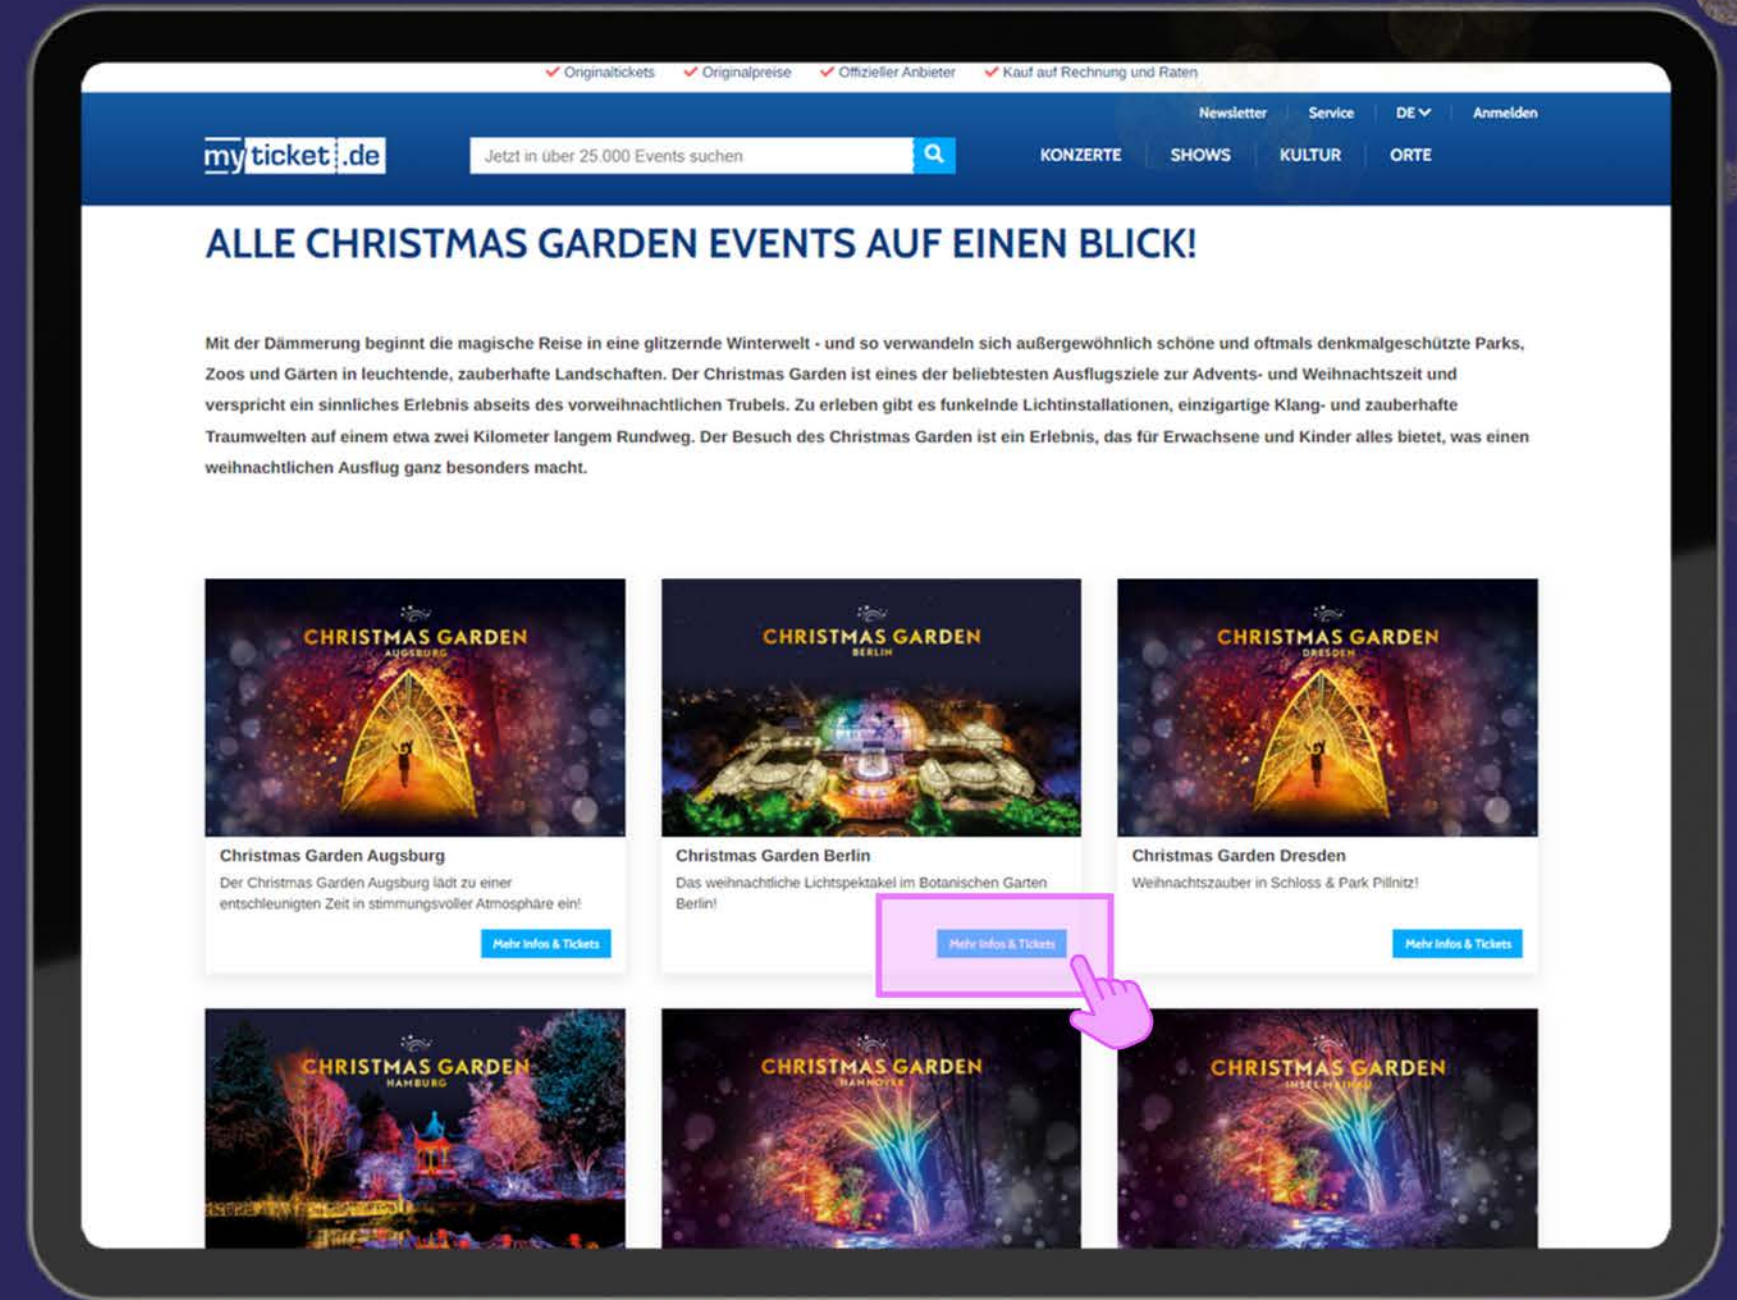 Originaltickets Originalpreise Offizieller Anbieter Kauf auf Rechnung und Raten
Newsletter Service DE Anmelden
myticket.de
Jetzt in über 25.000 Events suchen
KONZERTE SHOWS KULTUR ORTE
ALLE CHRISTMAS GARDEN EVENTS AUF EINEN BLICK!
Mit der Dämmerung beginnt die magische Reise in eine glitzernde Winterwelt - und so verwandeln sich außergewöhnlich schöne und oftmals denkmalgeschützte Parks,
Zoos und Gärten in leuchtende, zauberhafte Landschaften. Der Christmas Garden ist eines der beliebtesten Ausflugsziele zur Advents- und Weihnachtszeit und
verspricht ein sinnliches Erlebnis abseits des vorweihnachtlichen Trubels. Zu erleben gibt es funkelnde Lichtinstallationen, einzigartige Klang- und zauberhafte
Traumwelten auf einem etwa zwei Kilometer langem Rundweg. Der Besuch des Christmas Garden ist ein Erlebnis, das für Erwachsene und Kinder alles bietet, was einen
weihnachtlichen Ausflug ganz besonders macht.
CHRISTMAS GARDEN
AUGSBURG
Christmas Garden Augsburg
Der Christmas Garden Augsburg lädt zu einer
entschleunigten Zeit in stimmungsvoller Atmosphäre ein!
Mehr Infos & Tickets
CHRISTMAS GARDEN
BERLIN
Christmas Garden Berlin
Das weihnachtliche Lichtspektakel im Botanischen Garten
Berlin!
Mehr Infos & Tickets
CHRISTMAS GARDEN
DRESDEN
Christmas Garden Dresden
Weihnachtszauber in Schloss & Park Pillnitz!
Mehr Infos & Tickets
CHRISTMAS GARDEN
HAMBURG
CHRISTMAS GARDEN
HANNOVER
CHRISTMAS GARDEN
INSEL MAINAU